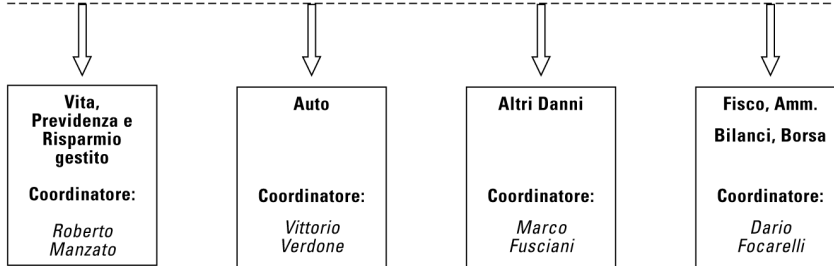 Vita,
Previdenza e
Risparmio
gestito
Coordinatore:
Roberto
Manzato
Auto
Coordinatore:
Vittorio
Verdone
Altri Danni
Coordinatore:
Marco
Fusciani
Fisco, Amm.
Bilanci, Borsa
Coordinatore:
Dario
Focarelli